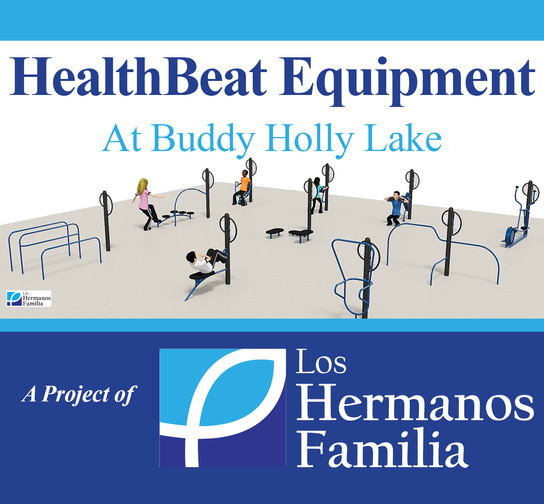 HealthBeat Equipment
At Buddy Holly Lake
Los
Hermanos
Familia
A Project of
Los
Hermanos
Familia